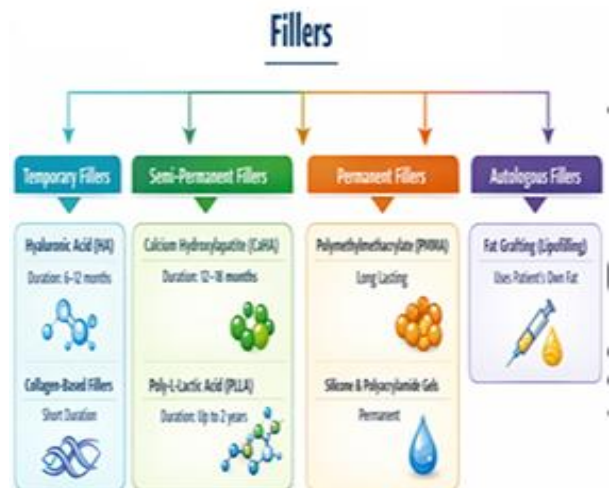 Fillers
Temporary Fillers
Hyaluronic Acid (HA)
Duration: 6-12 months
Collagen-Based Fillers
Short Duration
Semi-Permanent Fillers
Calcium Hydroxylapatite (CaHA)
Duration: 12-18 months
Poly-L-Lactic Acid (PLLA)
Duration: Up to 2 years
Permanent Fillers
Polymethylmethacrylate (PMMA)
Long Lasting
Silicone & Polyacrylamide Gels
Permanent
Autologous Fillers
Fat Grafting (Lipofilling)
Uses Patient's Own Fat